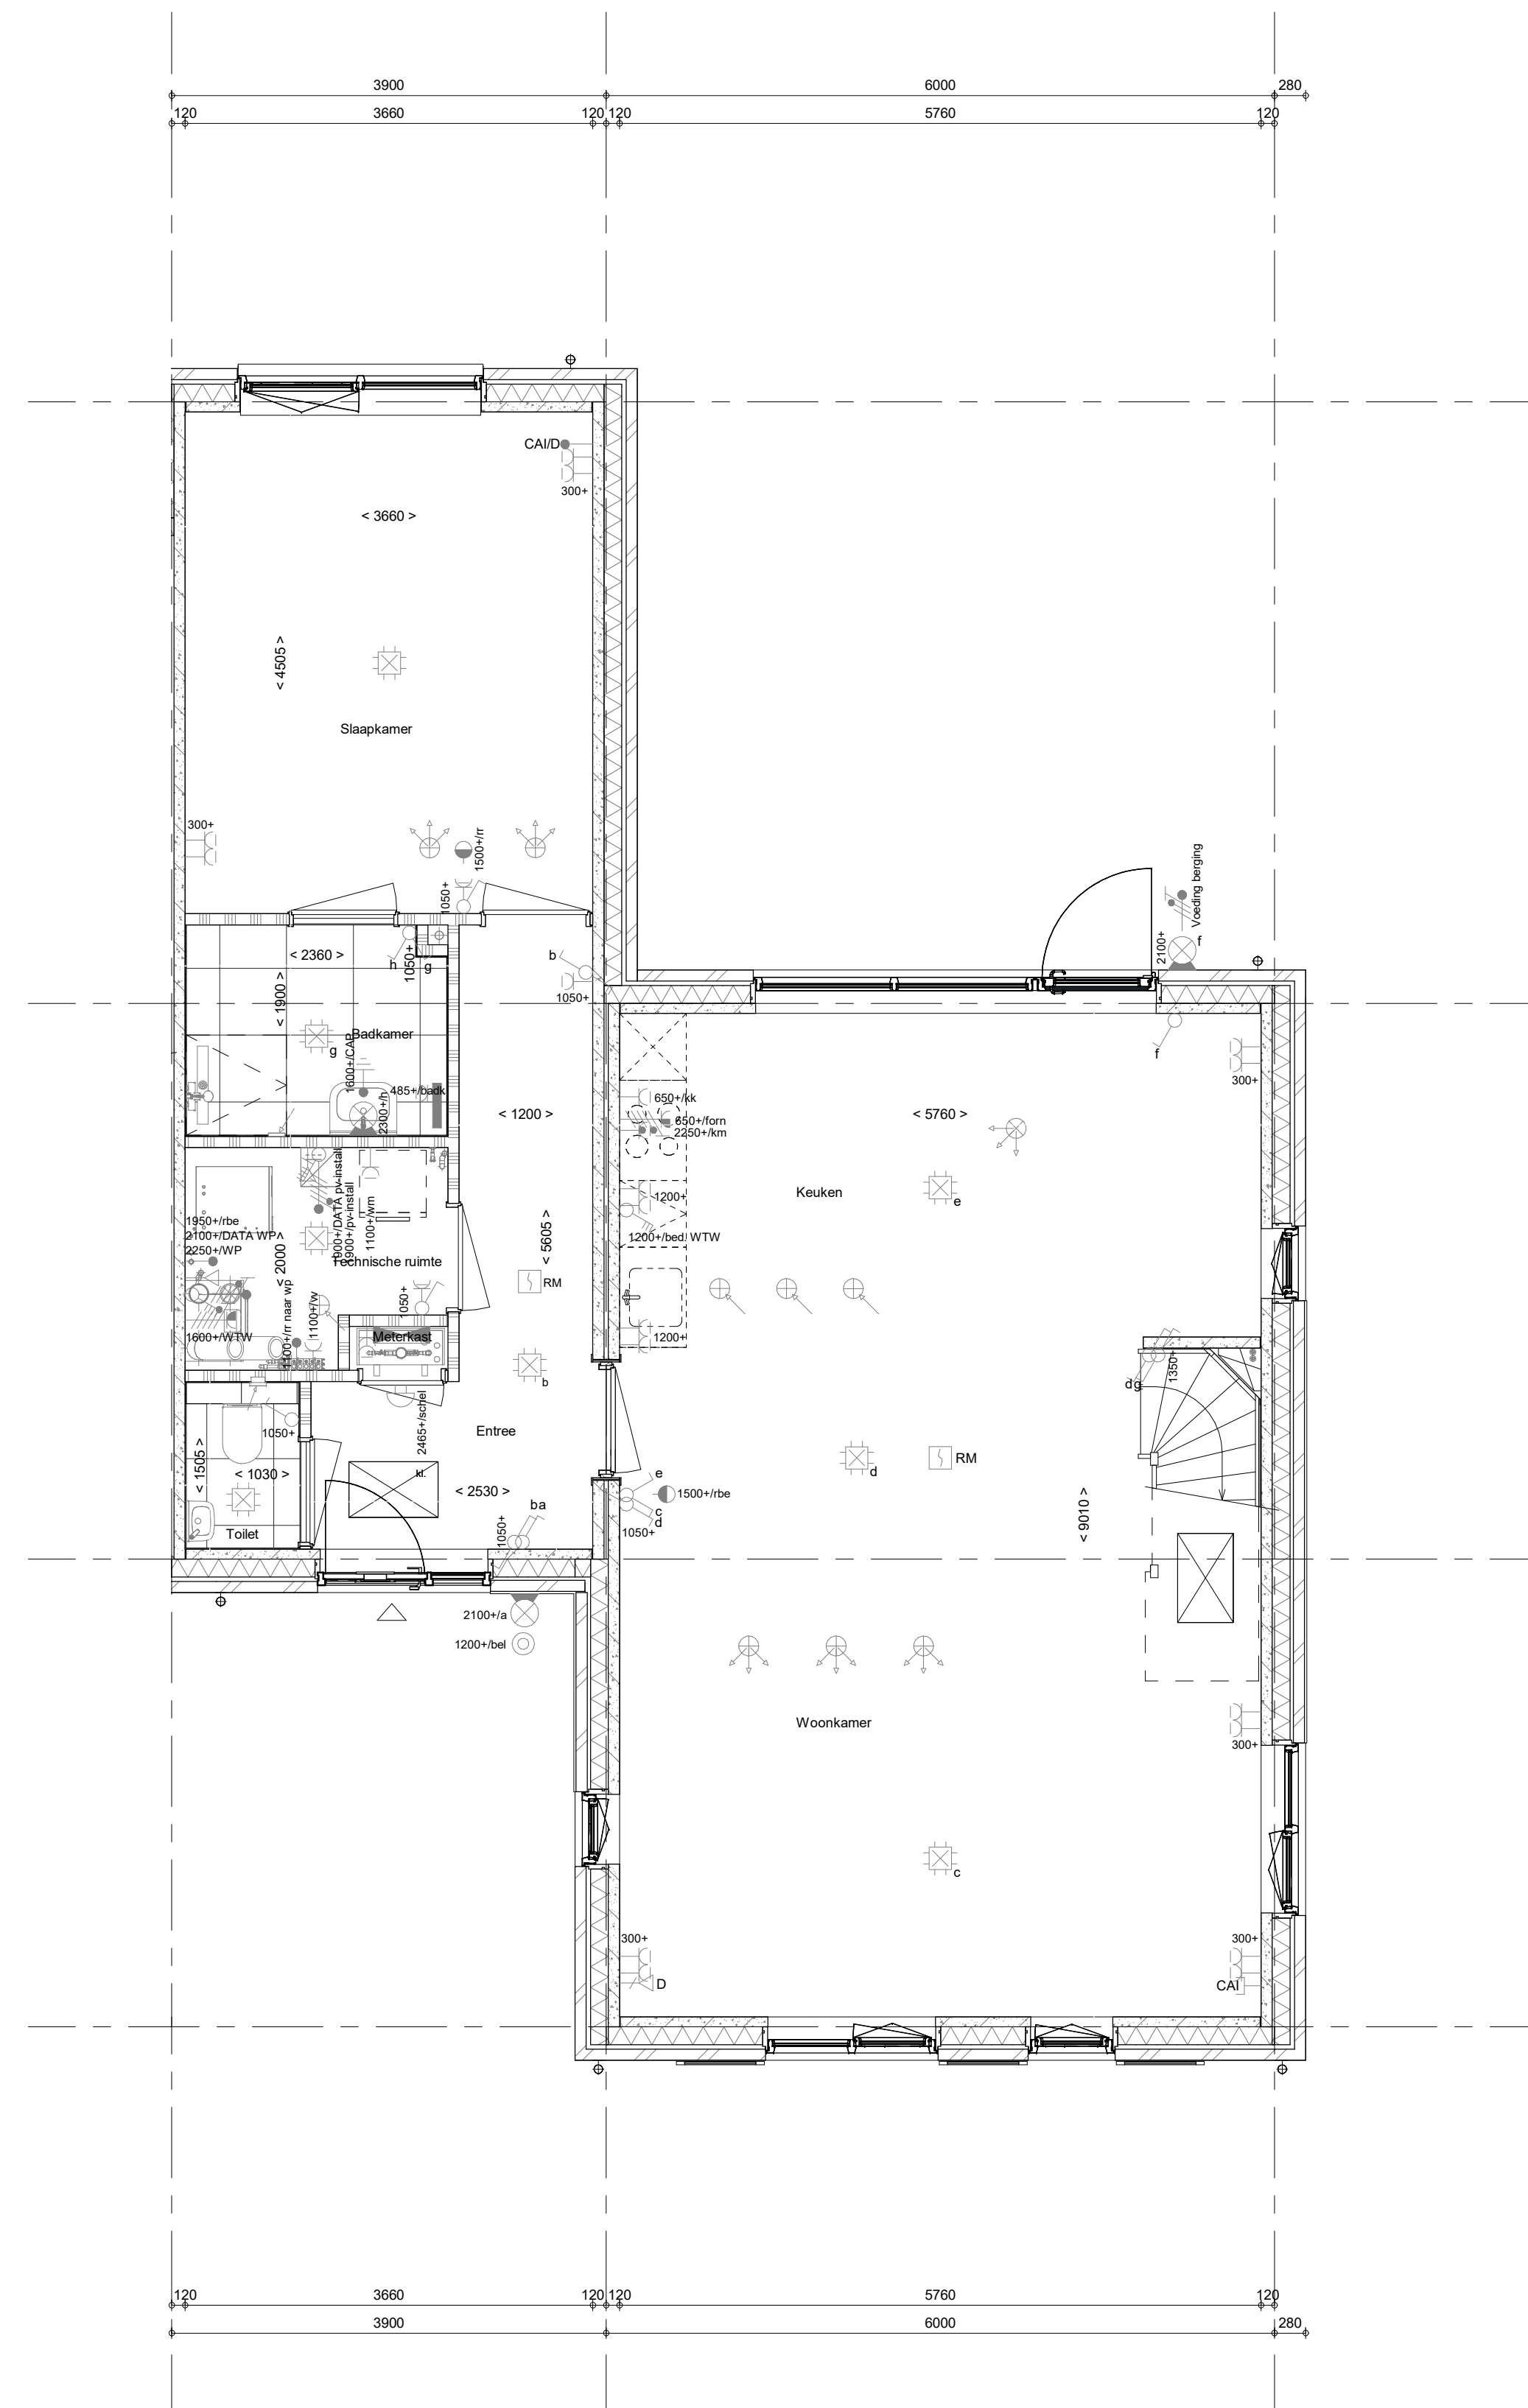 3900
6000
280
120
3660
120
120
5760
120
CAI/D
300+
< 3660 >
< 4505 >
Slaapkamer
300+
1500+/rr
1050+
Voeding berging
2100+
f
< 2360 >
h
1050+
g
b
1050+
< 1900 >
Badkamer
g
1600+/CAP
485+/badk
2300+/h
f
300+
650+/kk
650+/forn
2250+/km
< 1200 >
< 5760 >
Keuken
e
1200+
1200+/bed. WTW
1950+/rbe
2100+/DATA WP
2250+/WP
< 2000 >
1900+/DATA pv-install
1900+/pv-install
1100+/wm
Technische ruimte
< 5605 >
RM
1600+/WTW
1100+/rr naar wp
1100+/w
1050+
Meterkast
1200+
b
dg
1350+
2465+/schel
1050+
Entree
< 1505 >
< 1030 >
kl.
< 2530 >
d
RM
e
1500+/rbe
c
d
1050+
< 9010 >
Toilet
ba
1050+
2100+/a
1200+/bel
Woonkamer
300+
c
300+
D
300+
CAI
120
3660
120
120
5760
120
3900
6000
280